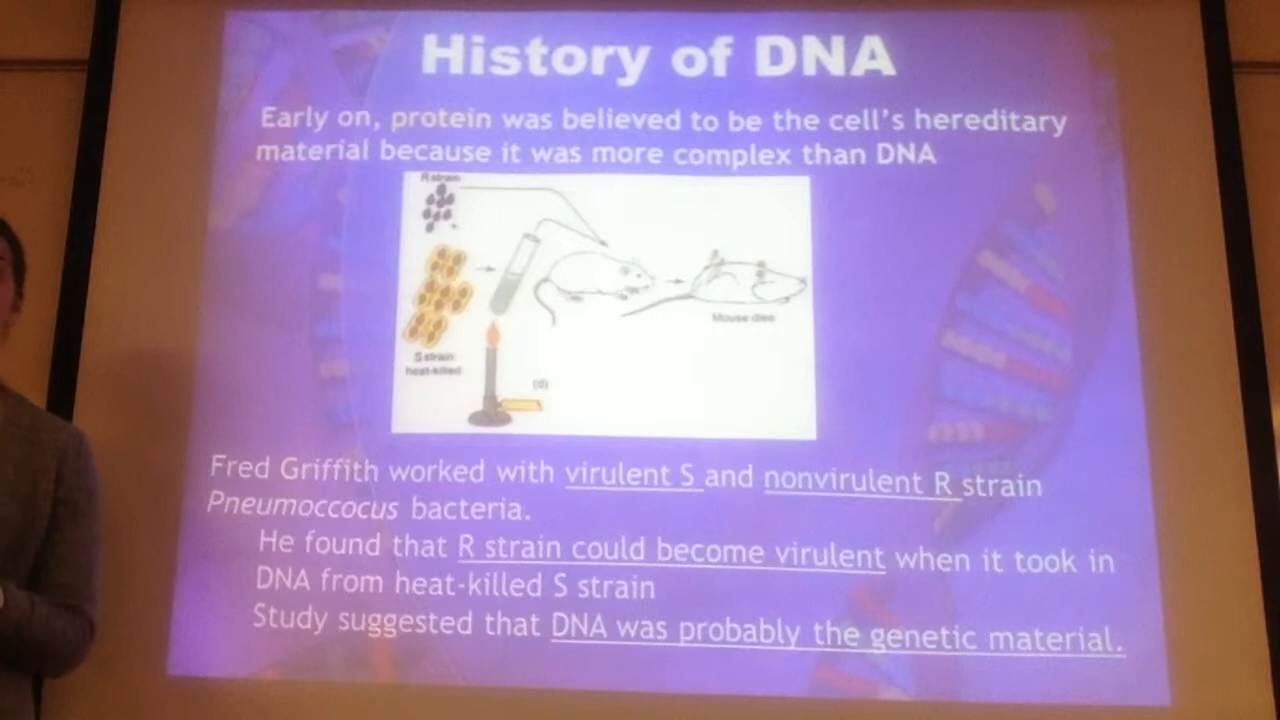 History of DNA
Early on, protein was believed to be the cell's hereditary
material because it was more complex than DNA
R strain
+
S strain
heat-killed
(d)
Mouse dies
Fred Griffith worked with virulent S and nonvirulent R strain
Pneumoccocus bacteria.
He found that R strain could become virulent when it took in
DNA from heat-killed S strain
Study suggested that DNA was probably the genetic material.